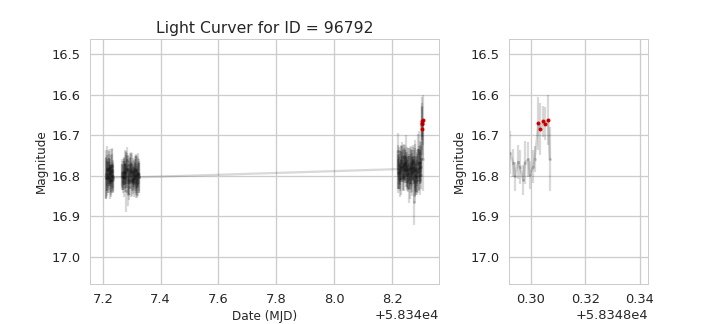 Light Curver for ID = 96792
16.5
16.6
16.7
16.8
16.9
17.0
Magnitude
7.2 7.4 7.6 7.8 8.0 8.2
Date (MJD)
+5.834e4
16.5
16.6
16.7
16.8
16.9
17.0
Magnitude
0.30 0.32 0.34
+5.8348e4